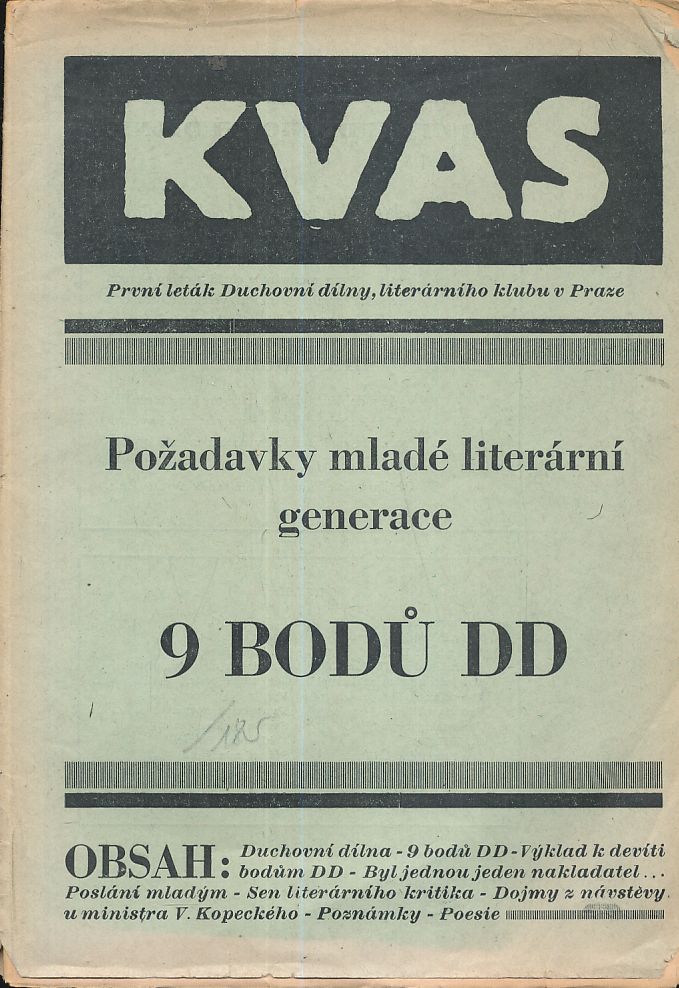 KVAS
První leták Duchovní dílny, literárního klubu v Praze
Požadavky mladé literární
generace
9 BODŮ DD
/185
OBSAH: Duchovní dílna - 9 bodů DD - Výklad k devíti
bodům DD - Byl jednou jeden nakladatel...
Poslání mladým - Sen literárního kritika - Dojmy z návstěvy
u ministra V. Kopeckého - Poznámky - Poesie